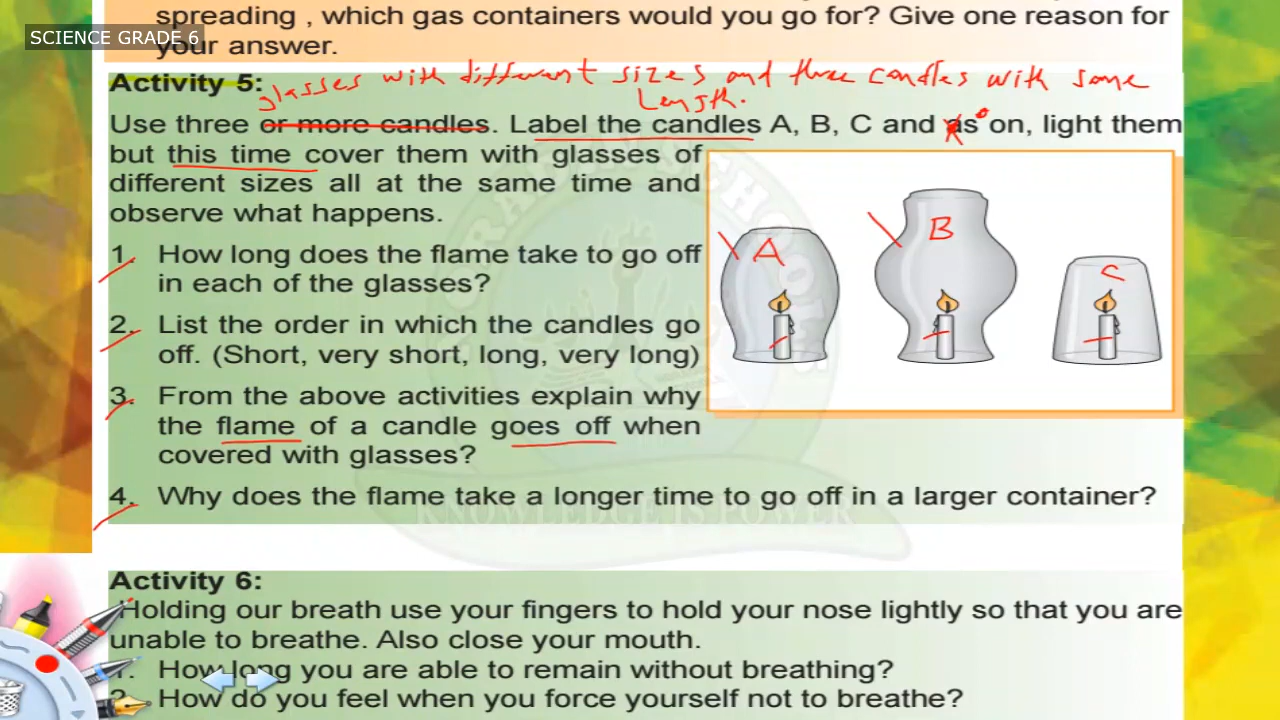 spreading , which gas containers would you go for? Give one reason for
SCIENCE GRADE 6
your answer.
Activity 5:
glasses with different sizes and three candles with same
Length.
Use three or more candles. Label the candles A, B, C and as on, light them
but this time cover them with glasses of
different sizes all at the same time and
observe what happens.
1. How long does the flame take to go off
in each of the glasses?
2. List the order in which the candles go
off. (Short, very short, long, very long)
3. From the above activities explain why
the flame of a candle goes off when
covered with glasses?
4. Why does the flame take a longer time to go off in a larger container?
A
B
C
KNOWLEDGE IS POWER
Activity 6:
Holding our breath use your fingers to hold your nose lightly so that you are
unable to breathe. Also close your mouth.
1. How long you are able to remain without breathing?
2. How do you feel when you force yourself not to breathe?